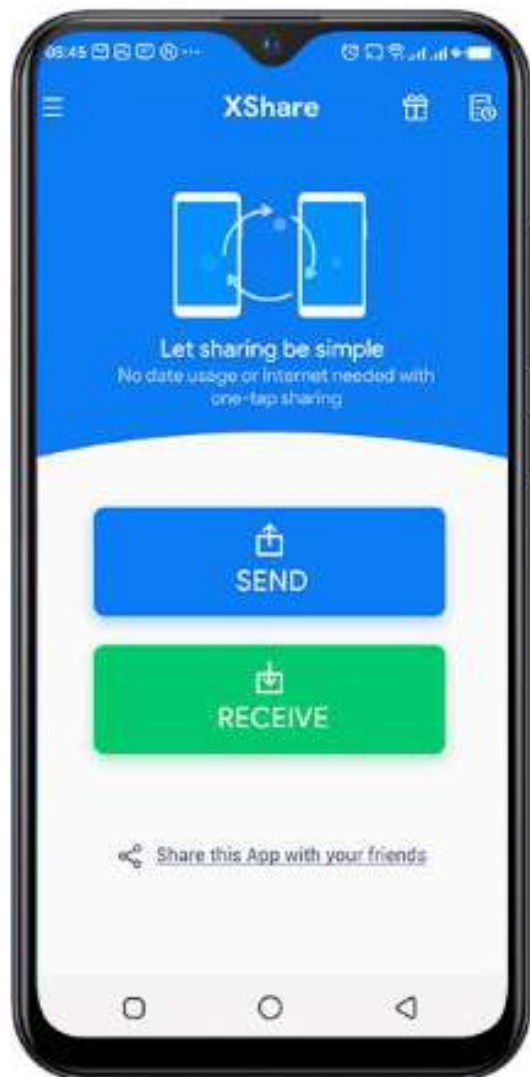 08:45
XShare
Let sharing be simple
No date usage or Internet needed with
one-tap sharing
SEND
RECEIVE
Share this App with your friends